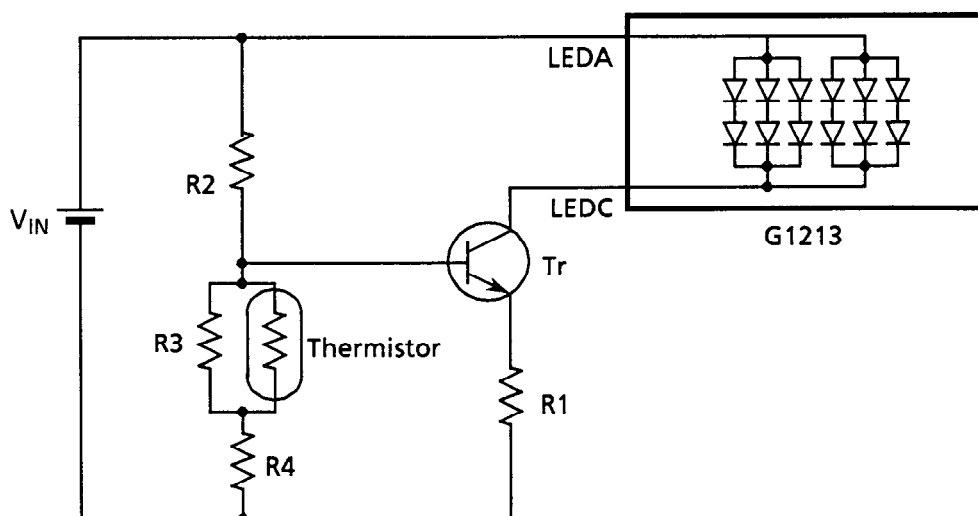 LEDA
R2
LEDC
VIN
G1213
Tr
R3
Thermistor
R1
R4